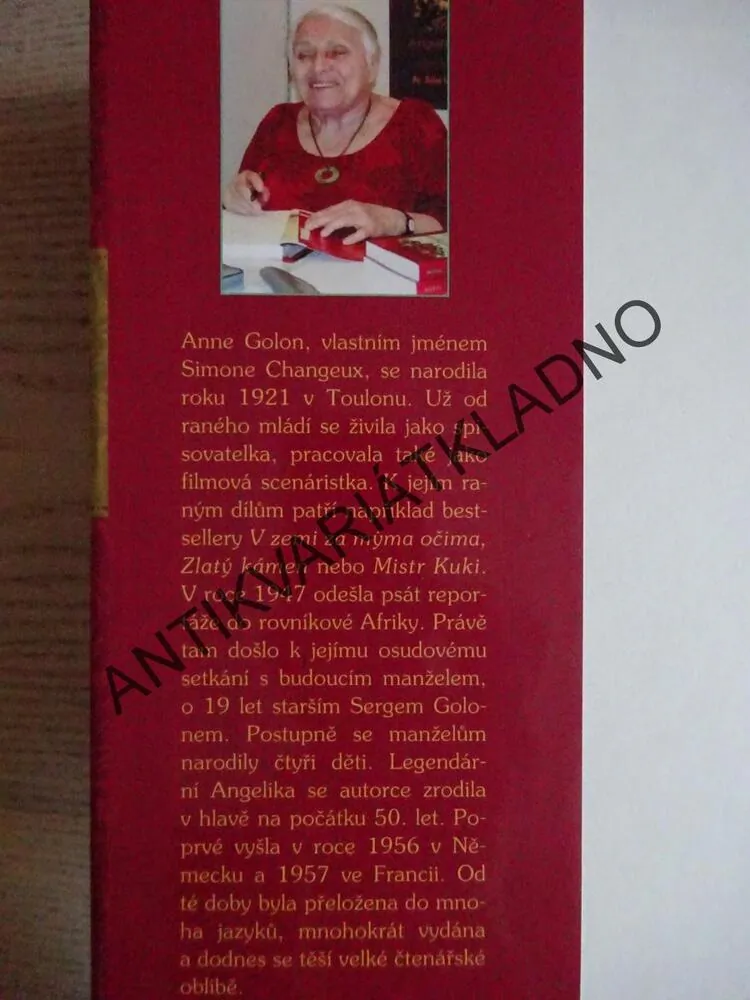 Anne Golon, vlastním jménem
Simone Changeux, se narodila
roku 1921 v Toulonu. Už od
raného mládí se živila jako spi-
sovatelka, pracovala také jako
filmová scenáristka. K jejím ra-
ným dílům patří například best-
sellery V zemi za mýma očima,
Zlatý kámen nebo Mistr Kuki.
V roce 1947 odešla psát repor-
táže do rovníkové Afriky. Právě
tam došlo k jejímu osudovému
setkání s budoucím manželem,
o 19 let starším Sergem Golo-
nem. Postupně se manželům
narodily čtyři děti. Legendár-
ní Angelika se autorce zrodila
v hlavě na počátku 50. let. Po-
prvé vyšla v roce 1956 v Ně-
mecku a 1957 ve Francii. Od
té doby byla přeložena do mno-
ha jazyků, mnohokrát vydána
a dodnes se těší velké čtenářské
oblibě.
ANTIKVARIÁTKLADNO